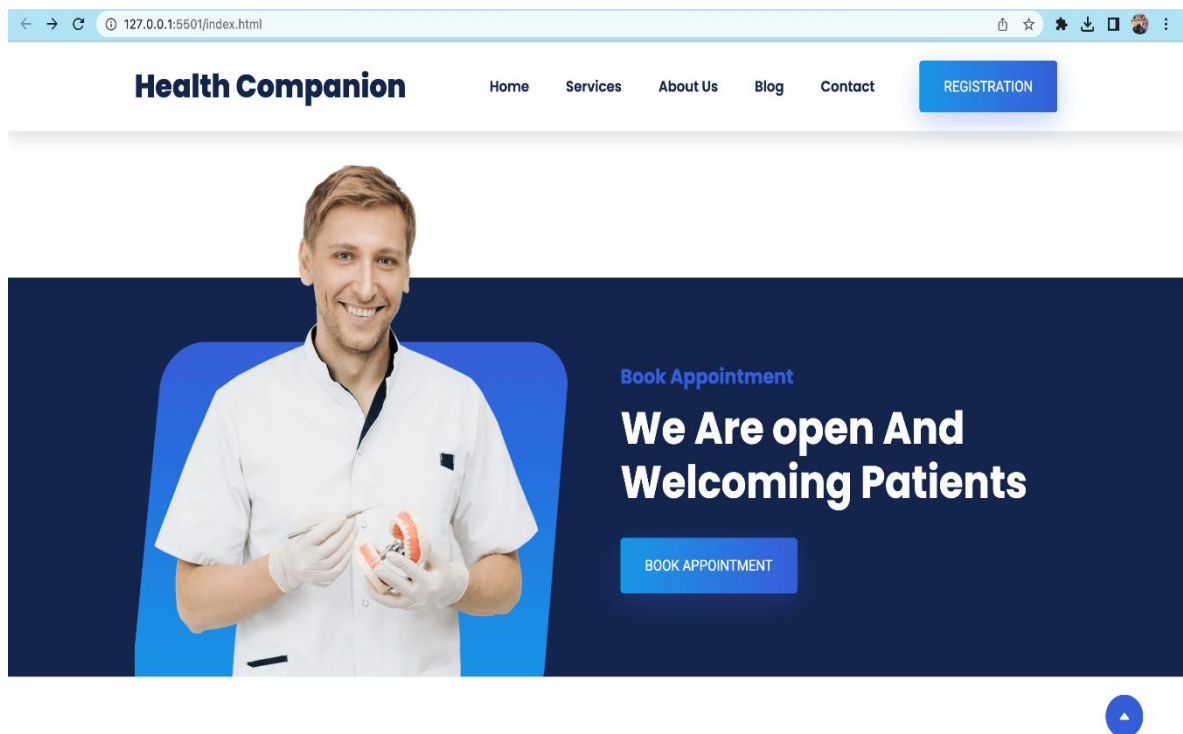 127.0.0.1:5501/index.html
Health Companion
Home Services About Us Blog Contact REGISTRATION
Book Appointment
We Are open And
Welcoming Patients
BOOK APPOINTMENT